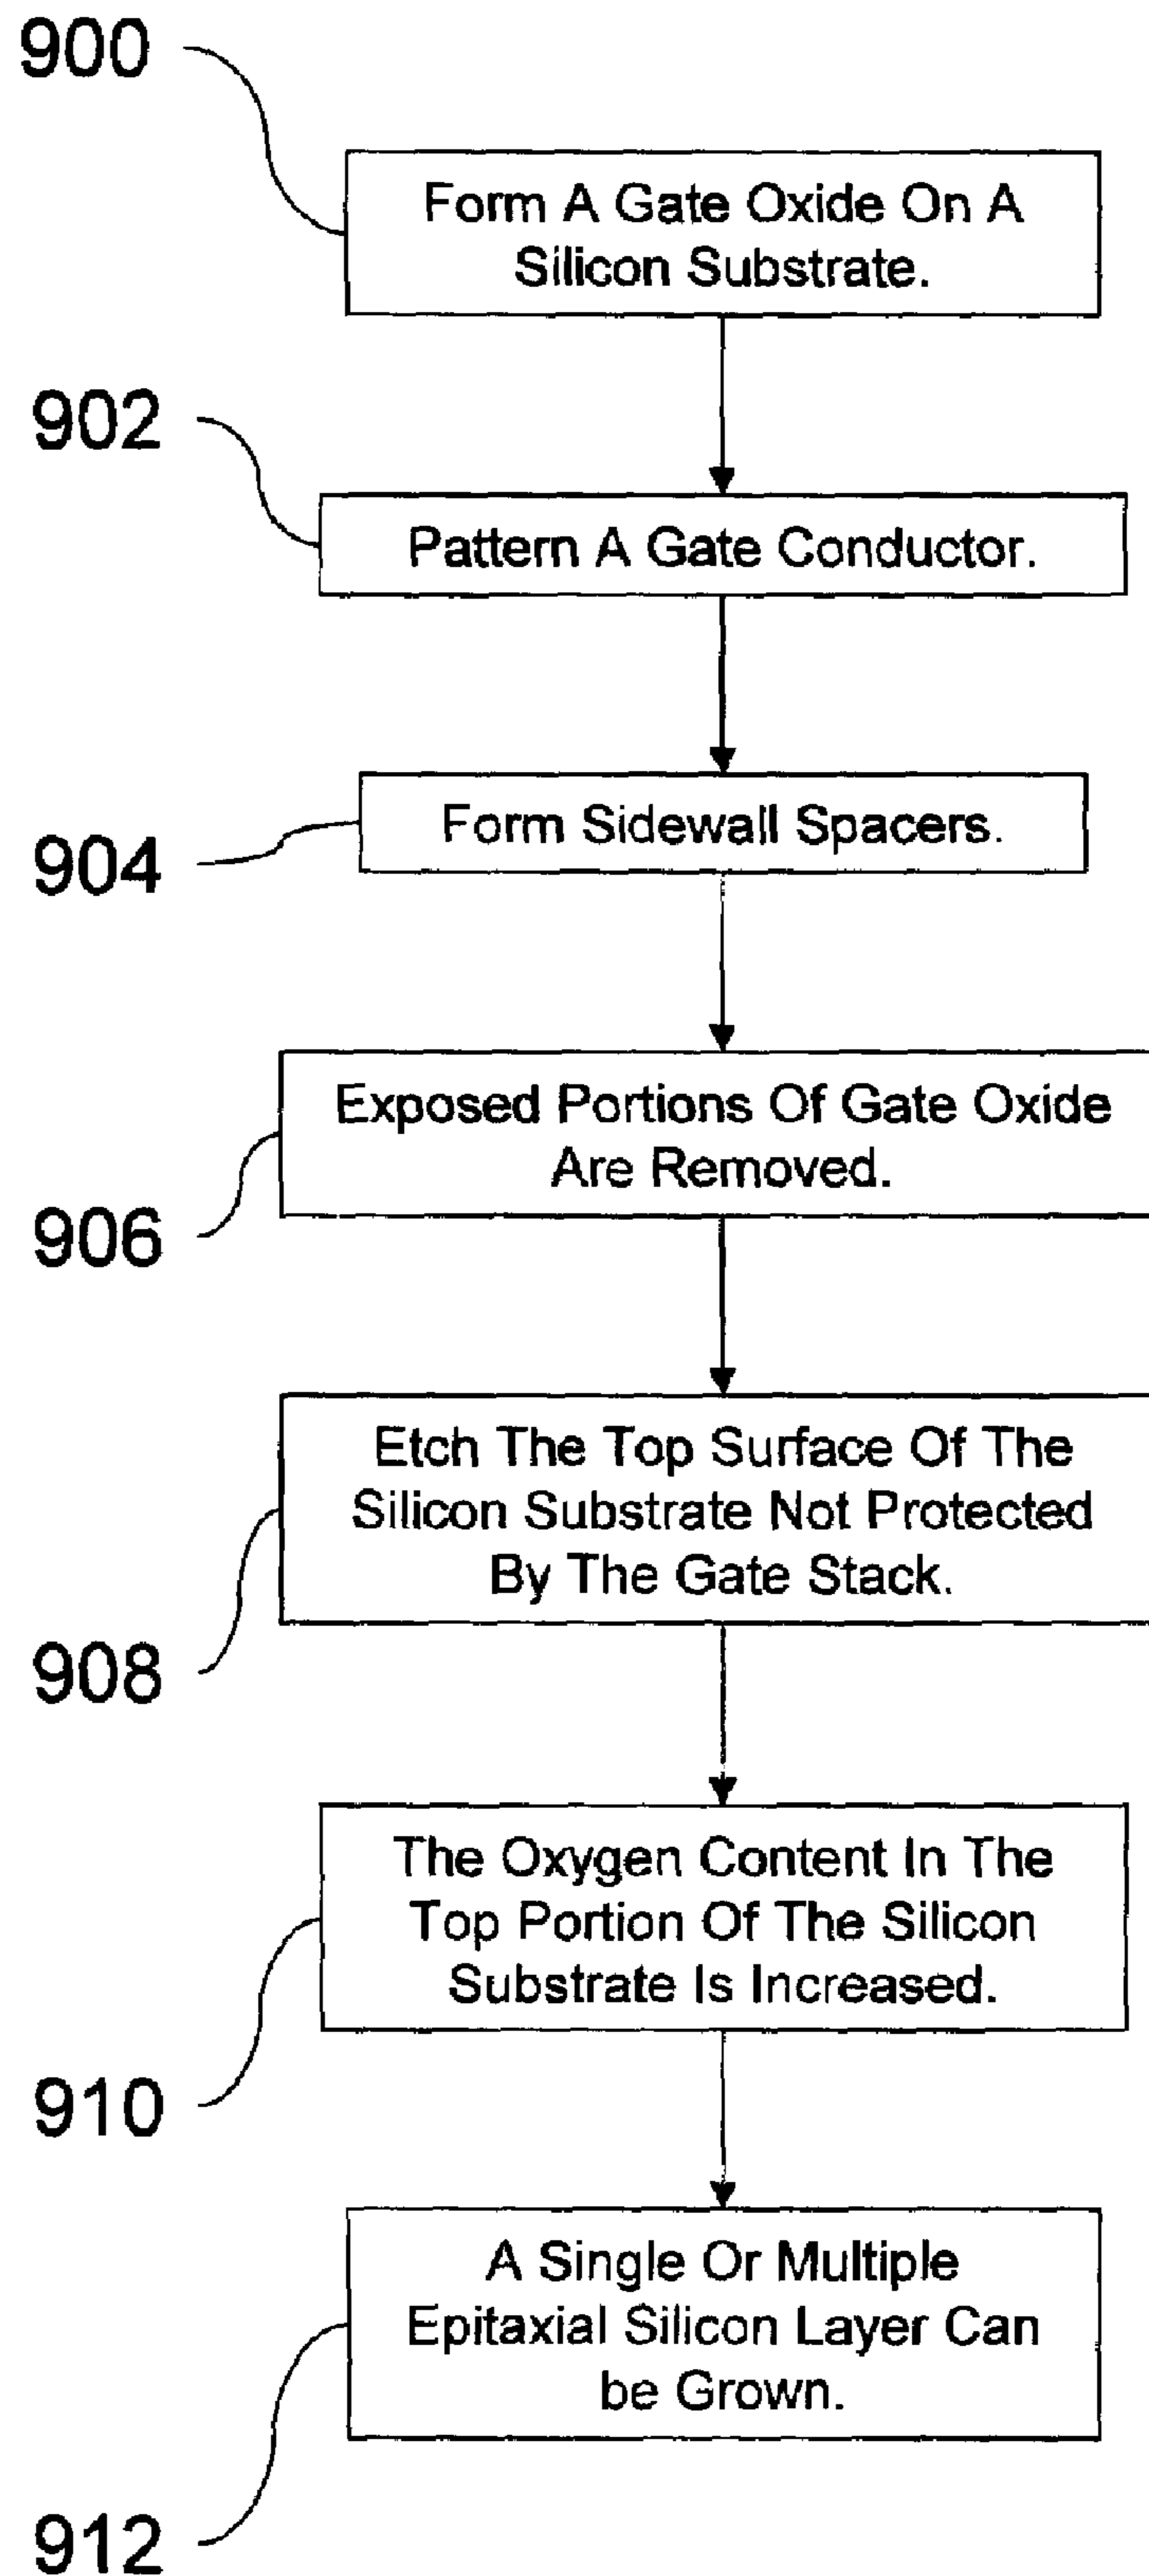 900
Form A Gate Oxide On A
Silicon Substrate.
902
Pattern A Gate Conductor.
904
Form Sidewall Spacers.
906
Exposed Portions Of Gate Oxide
Are Removed.
908
Etch The Top Surface Of The
Silicon Substrate Not Protected
By The Gate Stack.
910
The Oxygen Content In The
Top Portion Of The Silicon
Substrate Is Increased.
912
A Single Or Multiple
Epitaxial Silicon Layer Can
be Grown.